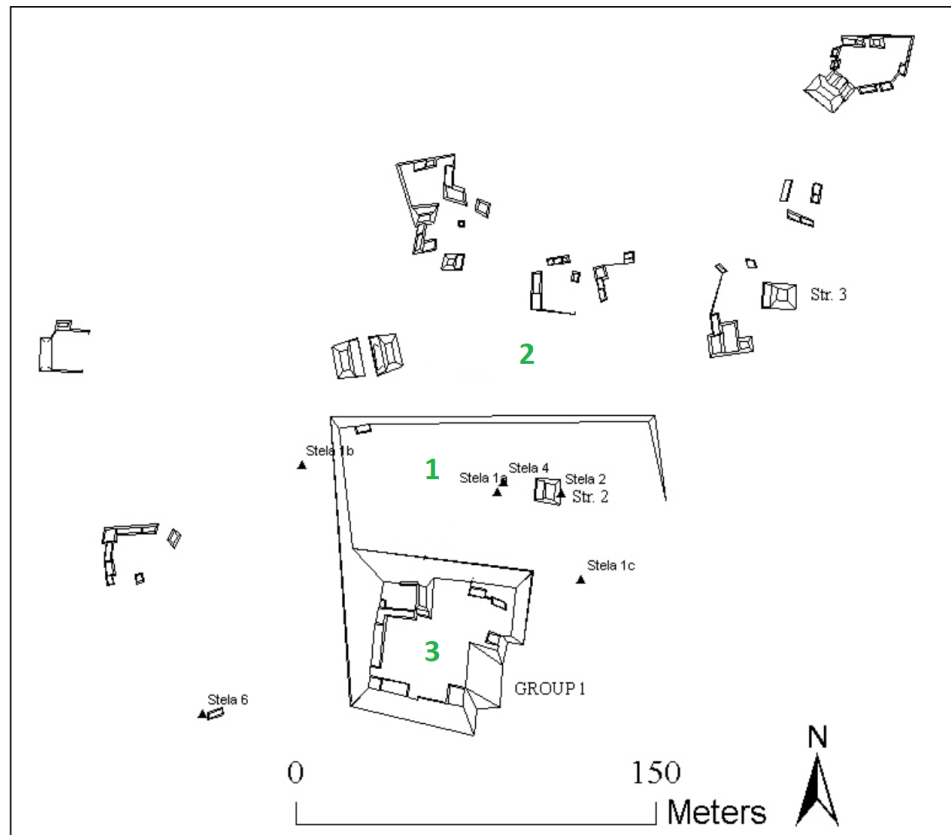 Str. 3
2
Stela 1b
1
Stela 4
Stela 1a
Stela 2
Str. 2
Stela 1c
3
GROUP 1
Stela 6
0
150
Meters
N